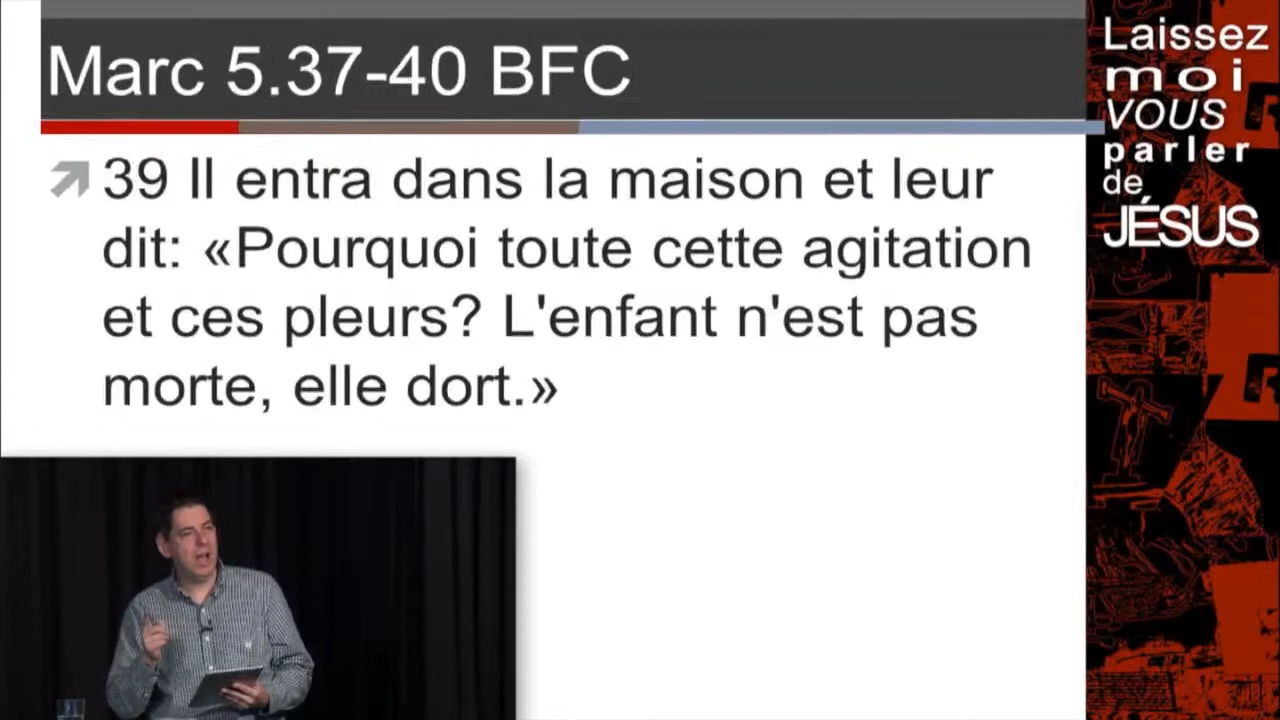 Marc 5.37-40 BFC
39 Il entra dans la maison et leur
dit: «Pourquoi toute cette agitation
et ces pleurs? L'enfant n'est pas
morte, elle dort.»
Laissez
moi
VOUS
parler
de
JÉSUS